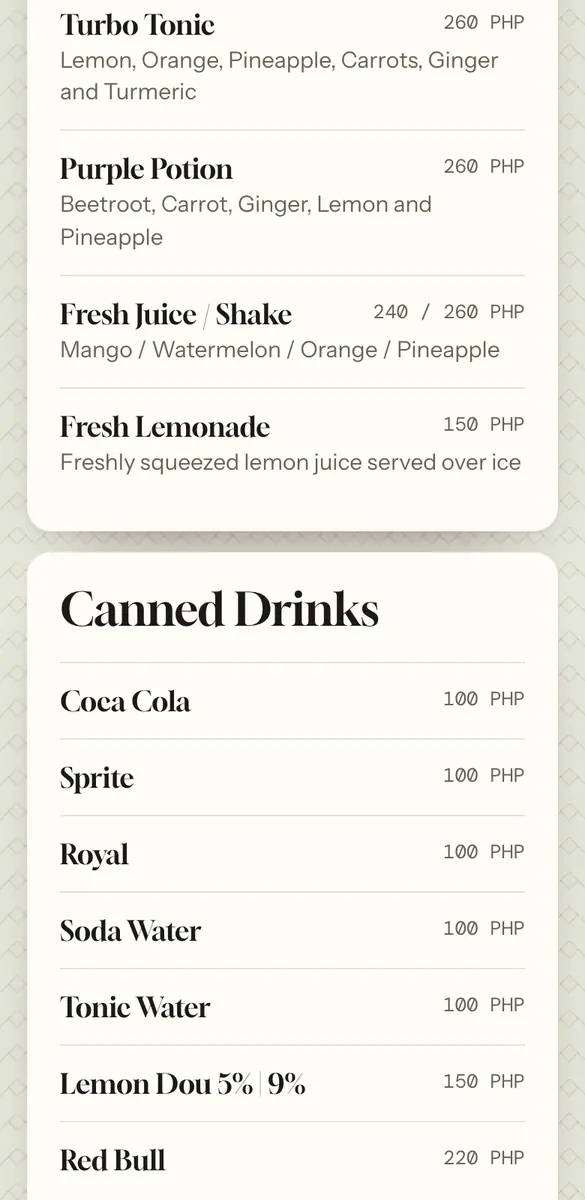 Turbo Tonic 260 PHP
Lemon, Orange, Pineapple, Carrots, Ginger
and Turmeric
Purple Potion 260 PHP
Beetroot, Carrot, Ginger, Lemon and
Pineapple
Fresh Juice / Shake 240 / 260 PHP
Mango / Watermelon / Orange / Pineapple
Fresh Lemonade 150 PHP
Freshly squeezed lemon juice served over ice
Canned Drinks
Coca Cola 100 PHP
Sprite 100 PHP
Royal 100 PHP
Soda Water 100 PHP
Tonic Water 100 PHP
Lemon Dou 5% | 9% 150 PHP
Red Bull 220 PHP